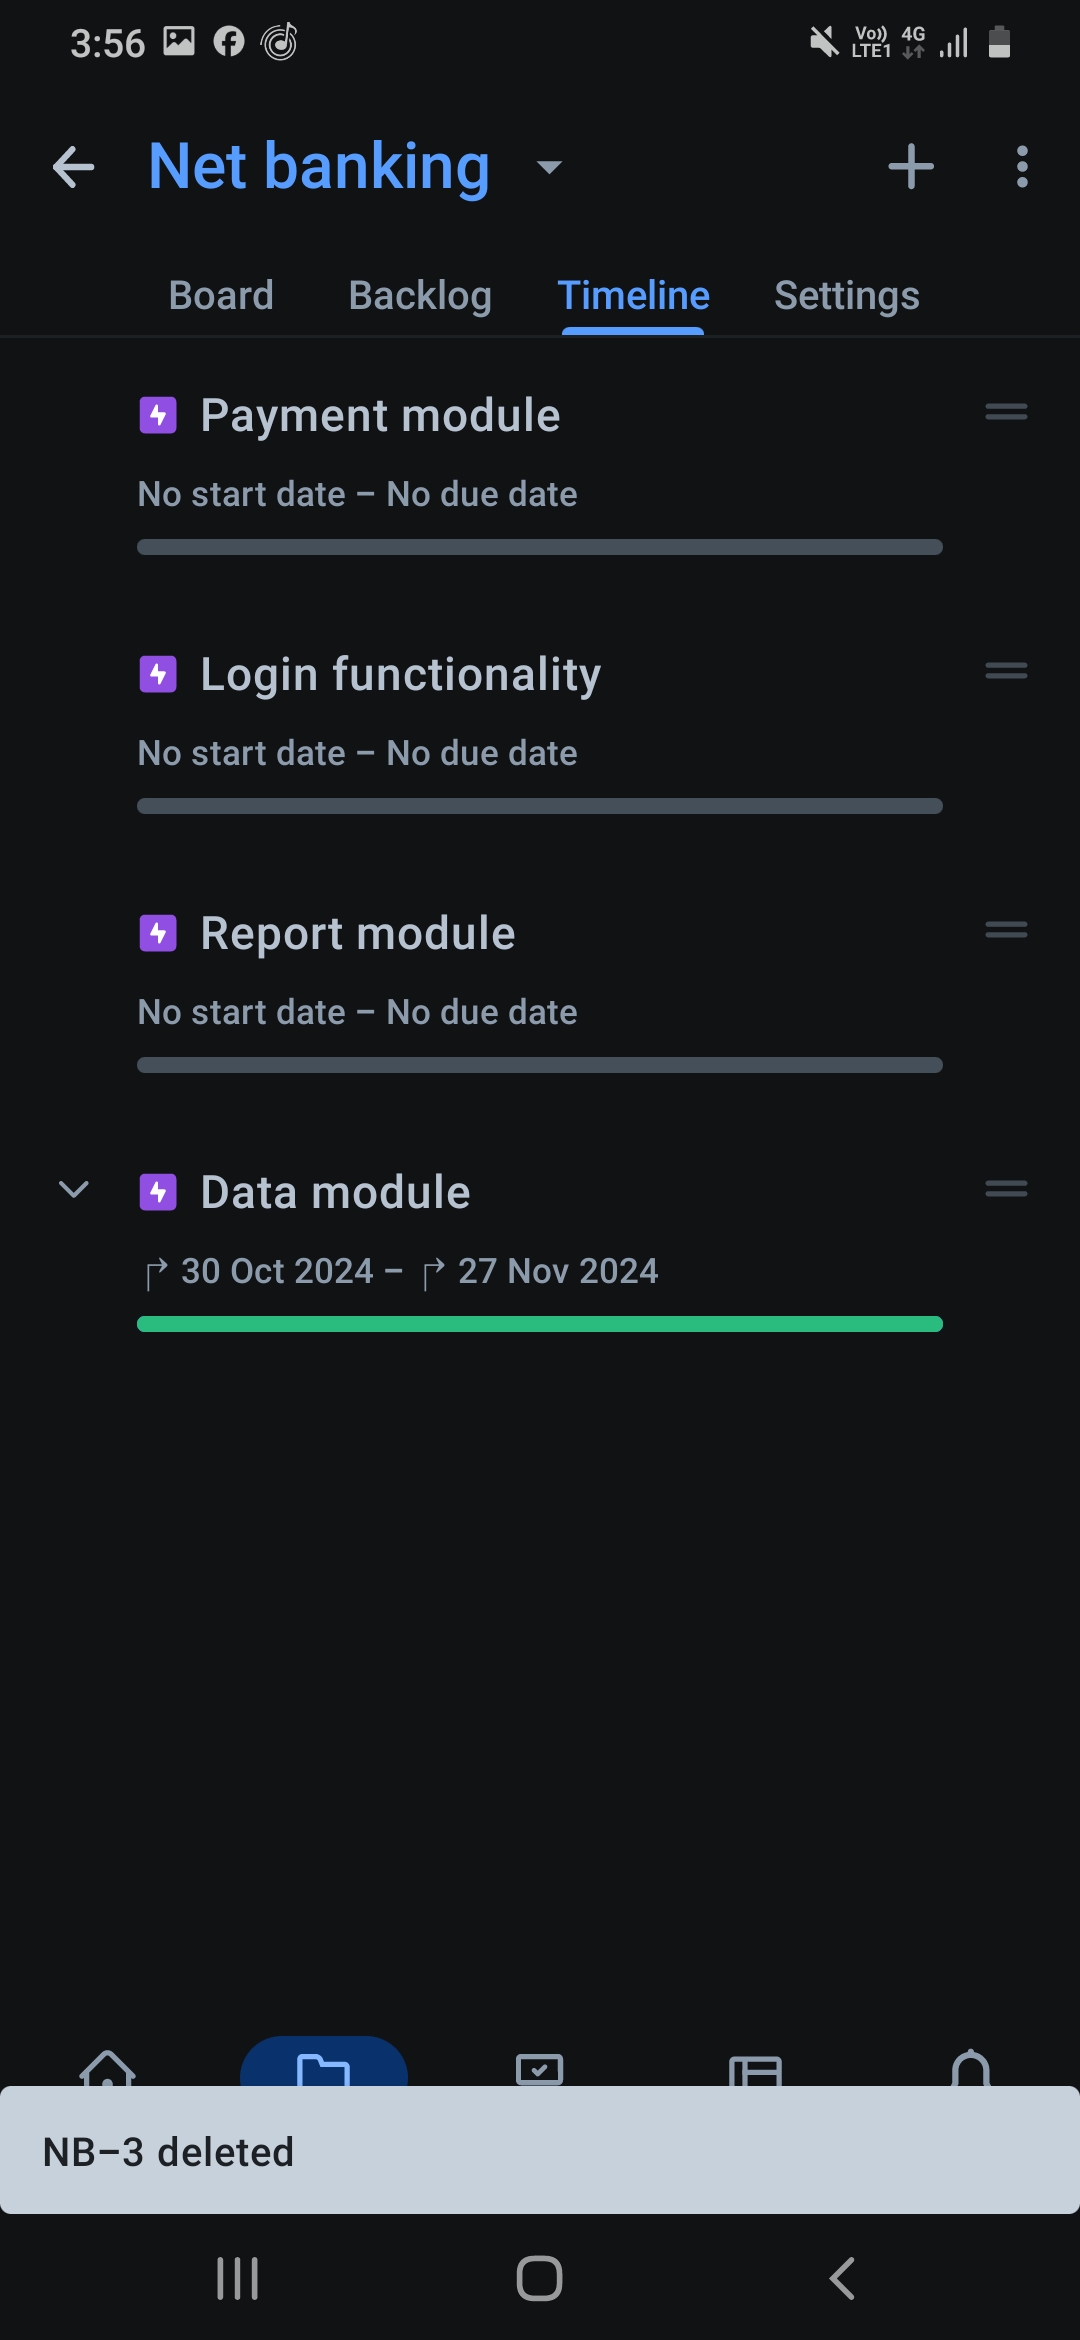 3:56 Vo)) LTE1 4G
Net banking
Board Backlog Timeline Settings
Payment module
No start date – No due date
Login functionality
No start date – No due date
Report module
No start date – No due date
Data module
30 Oct 2024 – 27 Nov 2024
NB-3 deleted